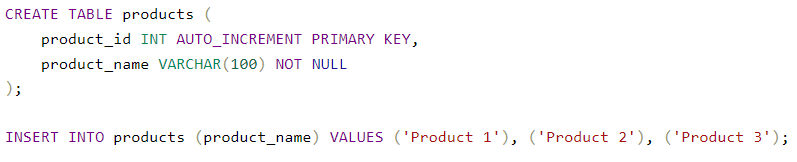 CREATE TABLE products (
    product_id INT AUTO_INCREMENT PRIMARY KEY,
    product_name VARCHAR(100) NOT NULL
);

INSERT INTO products (product_name) VALUES ('Product 1'), ('Product 2'), ('Product 3');